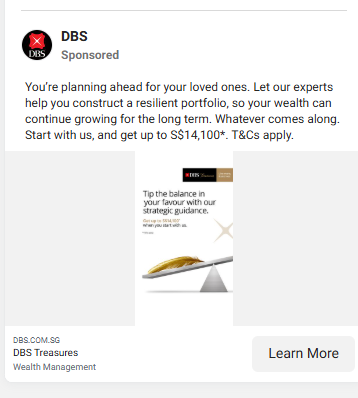 DBS
DBS
Sponsored
You're planning ahead for your loved ones. Let our experts
help you construct a resilient portfolio, so your wealth can
continue growing for the long term. Whatever comes along.
Start with us, and get up to S$14,100*. T&Cs apply.
DBS
Tip the balance in
your favour with our
strategic guidance.
Get up to S$14,100*
when you start with us.
DBS.COM.SG
DBS Treasures
Wealth Management
Learn More